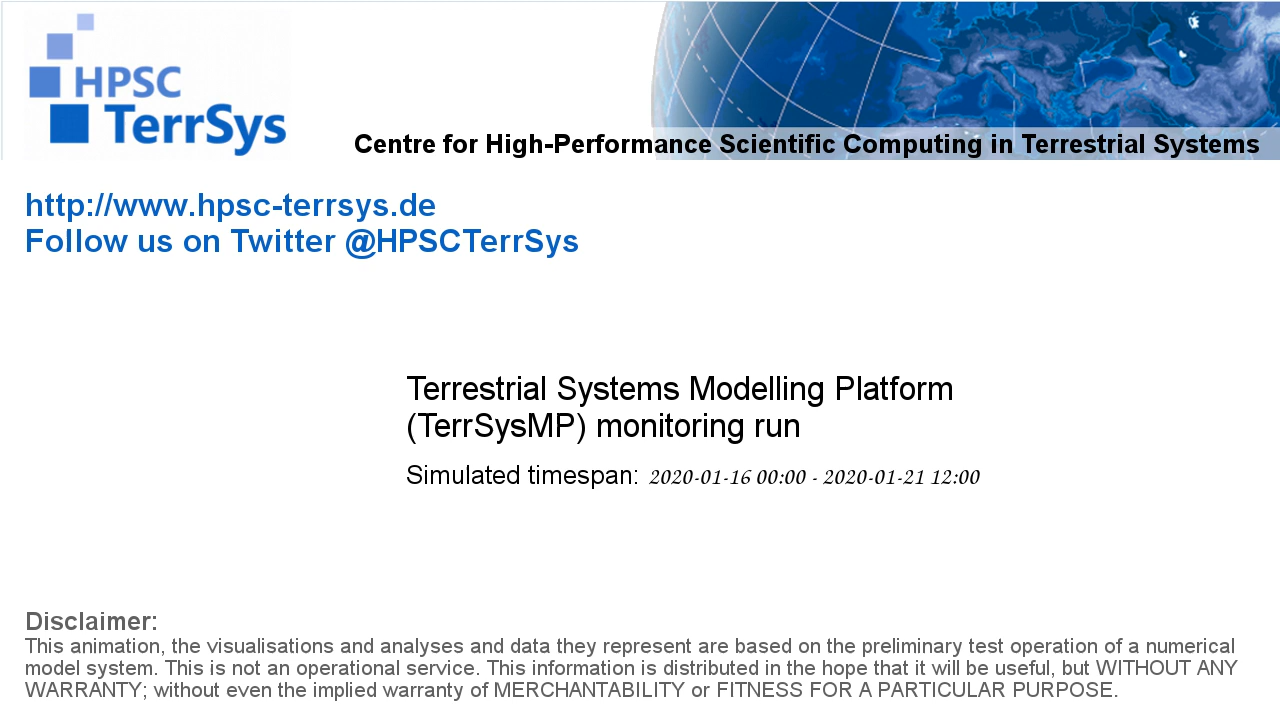 HPSC
TerrSys
Centre for High-Performance Scientific Computing in Terrestrial Systems
http://www.hpsc-terrsys.de
Follow us on Twitter @HPSCTerrSys
Terrestrial Systems Modelling Platform
(TerrSysMP) monitoring run
Simulated timespan: 2020-01-16 00:00 - 2020-01-21 12:00
Disclaimer:
This animation, the visualisations and analyses and data they represent are based on the preliminary test operation of a numerical
model system. This is not an operational service. This information is distributed in the hope that it will be useful, but WITHOUT ANY
WARRANTY; without even the implied warranty of MERCHANTABILITY or FITNESS FOR A PARTICULAR PURPOSE.